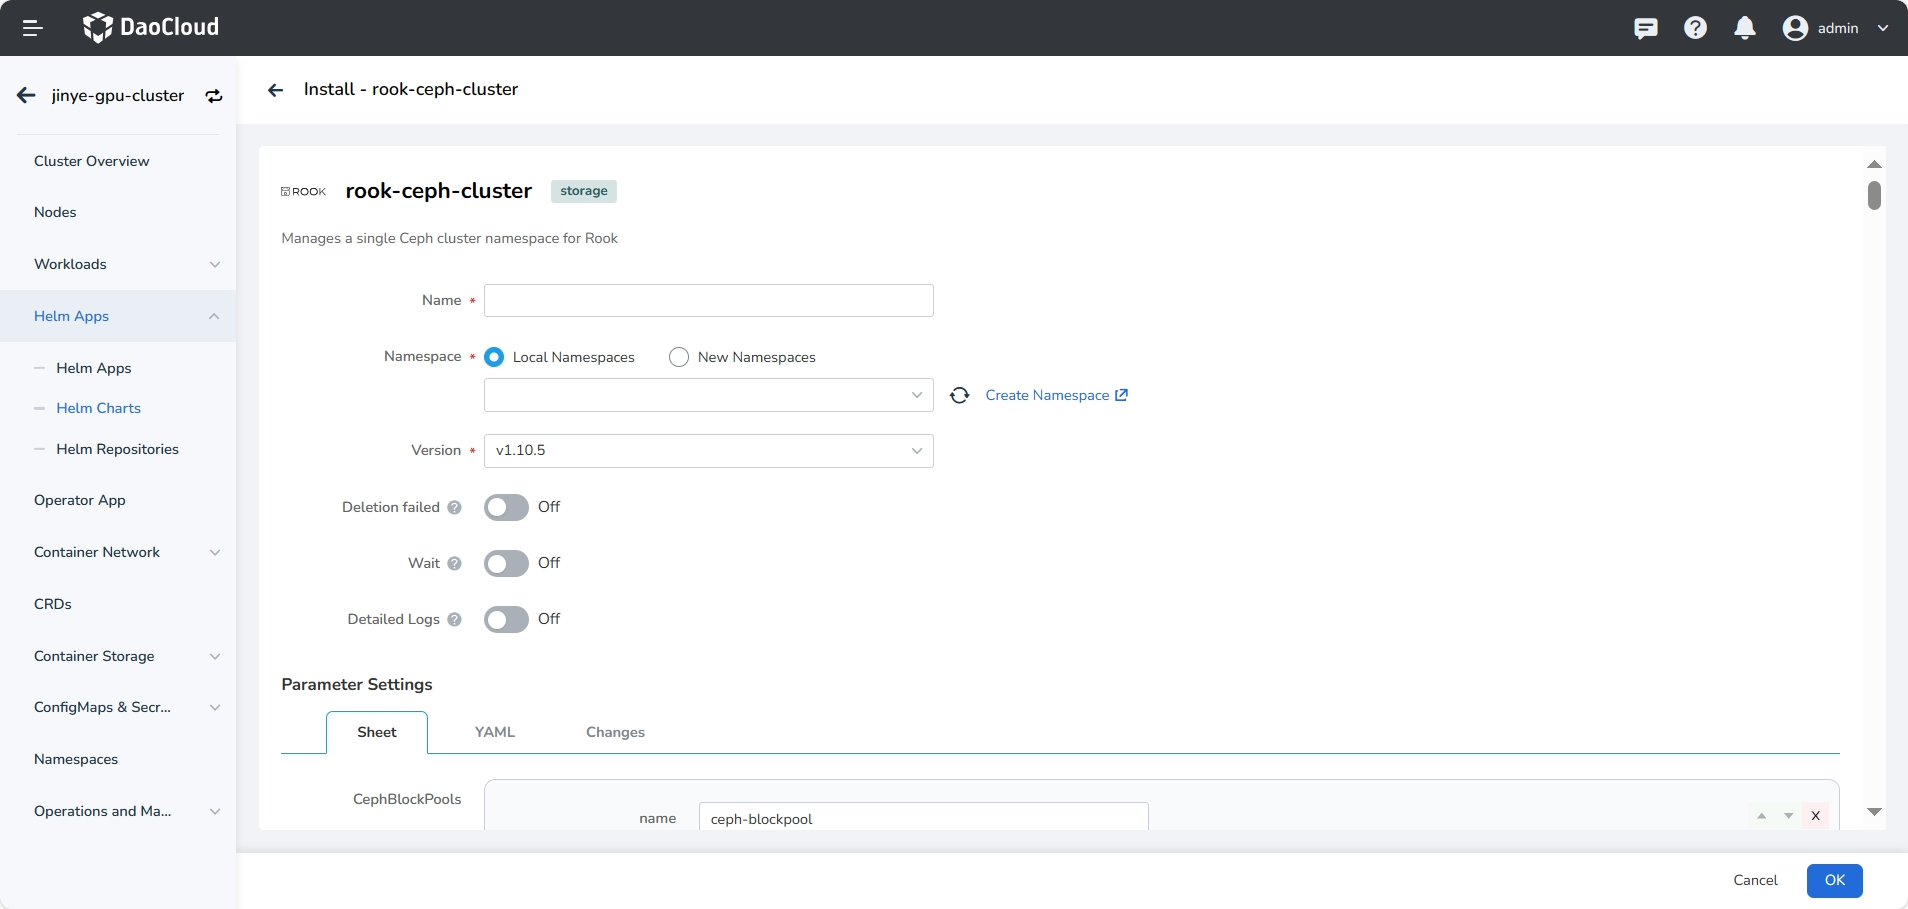 DaoCloud
admin
jinye-gpu-cluster
Install - rook-ceph-cluster
Cluster Overview
Nodes
Workloads
Helm Apps
Helm Apps
Helm Charts
Helm Repositories
Operator App
Container Network
CRDs
Container Storage
ConfigMaps & Secr...
Namespaces
Operations and Ma...
ROOK
rook-ceph-cluster
storage
Manages a single Ceph cluster namespace for Rook
Name *
Namespace * Local Namespaces New Namespaces
Create Namespace
Version * v1.10.5
Deletion failed ? Off
Wait ? Off
Detailed Logs ? Off
Parameter Settings
Sheet YAML Changes
CephBlockPools
name ceph-blockpool X
Cancel OK